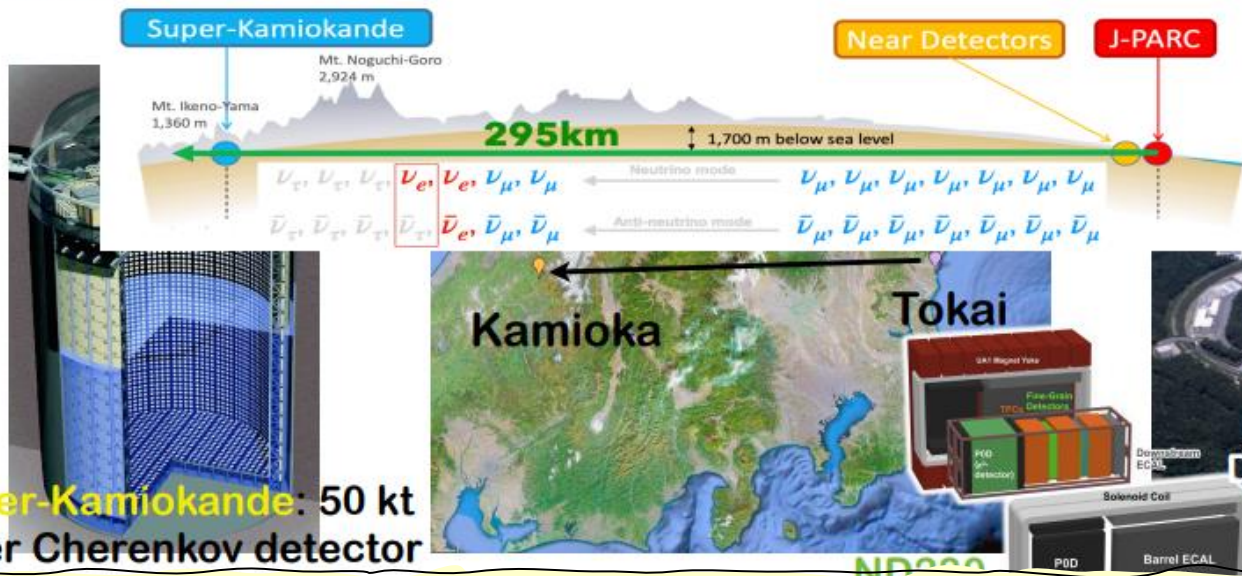 Super-Kamiokande
Near Detectors
J-PARC
Mt. Noguchi-Goro
2,924 m
Mt. Ikeno-Yama
1,360 m
295km
1,700 m below sea level
ν_τ, ν_τ, ν_τ, ν_e, ν_e, ν_μ, ν_μ
Neutrino mode
ν_μ, ν_μ, ν_μ, ν_μ, ν_μ, ν_μ, ν_μ
ν̄_τ, ν̄_τ, ν̄_τ, ν̄_τ, ν̄_e, ν̄_μ, ν̄_μ
Anti-neutrino mode
ν̄_μ, ν̄_μ, ν̄_μ, ν̄_μ, ν̄_μ, ν̄_μ, ν̄_μ
Kamioka
Tokai
UA1 Magnet Yoke
Fine-Grain
TPCs Detectors
P0D
detector)
Downstream
ECAL
Solenoid Coil
P0D
Barrel ECAL
er-Kamiokande: 50 kt
er Cherenkov detector